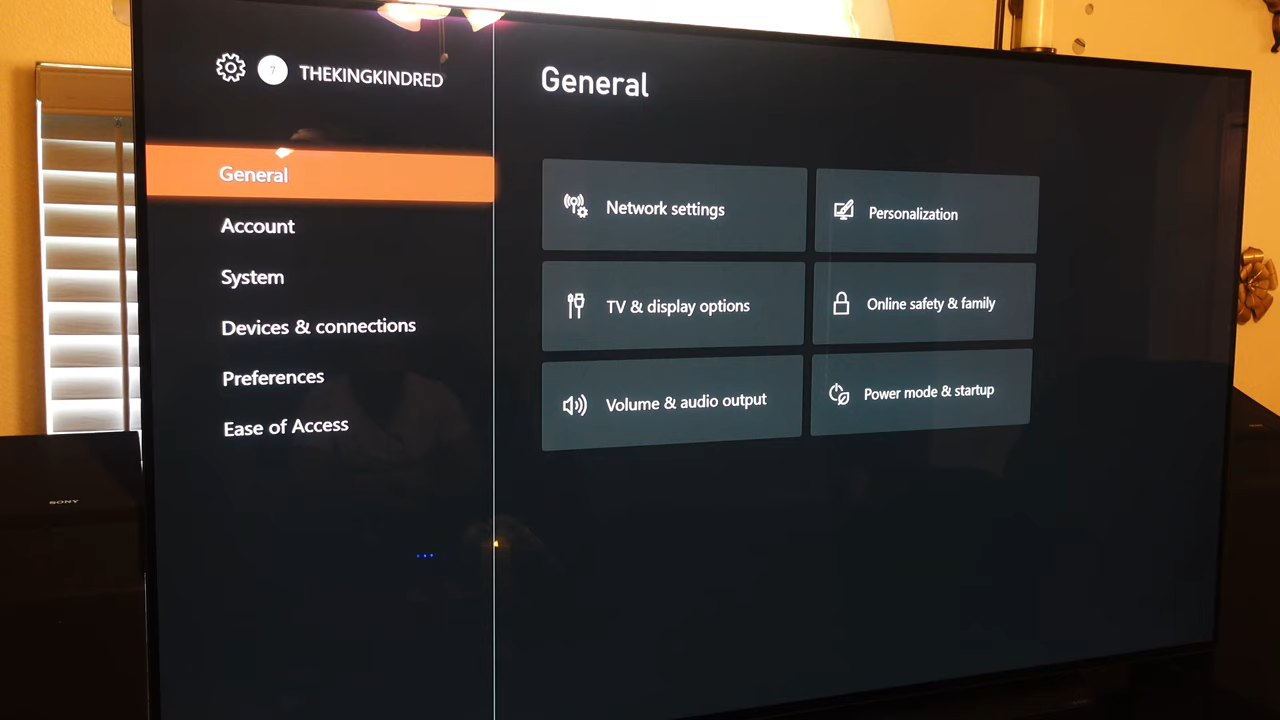 7 THEKINGKINDRED
General
Account
System
Devices & connections
Preferences
Ease of Access
General
Network settings
Personalization
TV & display options
Online safety & family
Volume & audio output
Power mode & startup
SONY